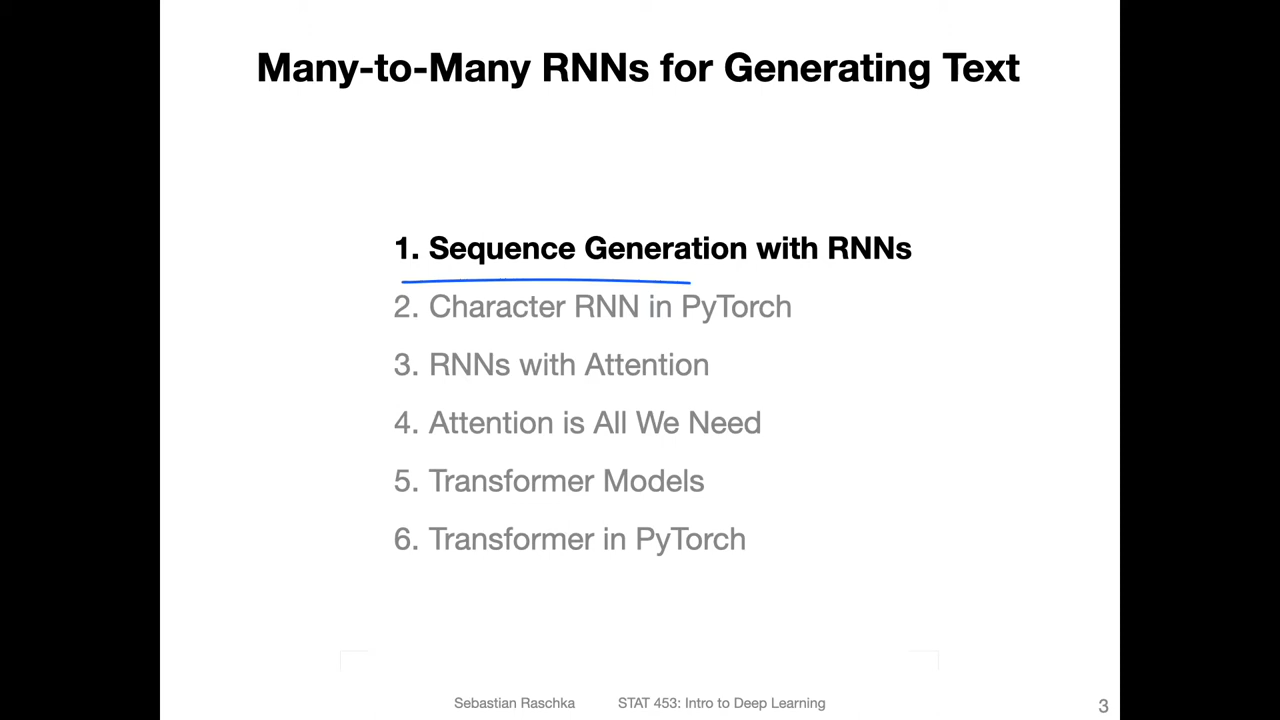 Many-to-Many RNNs for Generating Text
1. Sequence Generation with RNNs
2. Character RNN in PyTorch
3. RNNs with Attention
4. Attention is All We Need
5. Transformer Models
6. Transformer in PyTorch
Sebastian Raschka STAT 453: Intro to Deep Learning 3